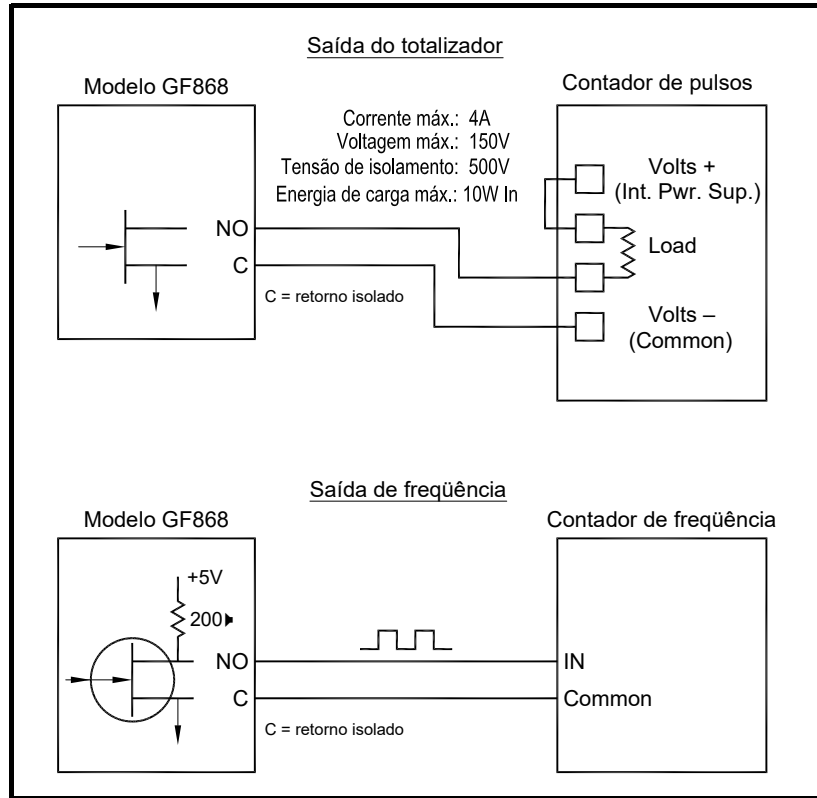 Saída do totalizador
Modelo GF868
Contador de pulsos
Corrente máx.: 4A
Voltagem máx.: 150V
Tensão de isolamento: 500V
Energia de carga máx.: 10W In
Volts +
(Int. Pwr. Sup.)
NO
Load
C
C = retorno isolado
Volts –
(Common)
Saída de freqüência
Modelo GF868
Contador de freqüência
+5V
200
NO
IN
C
Common
C = retorno isolado